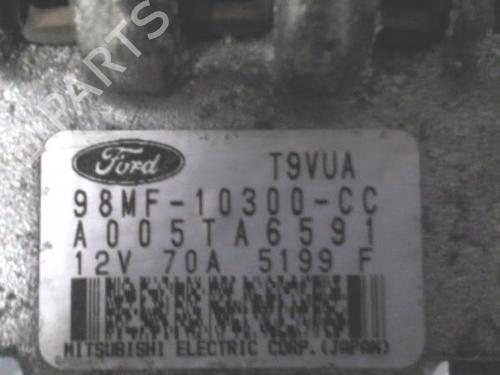 PARTS
Ford T9VUA
98MF-10300-CC
A005TA6591
12V 70A 5199 F
MITSUBISHI ELECTRIC CORP.(JAPAN)